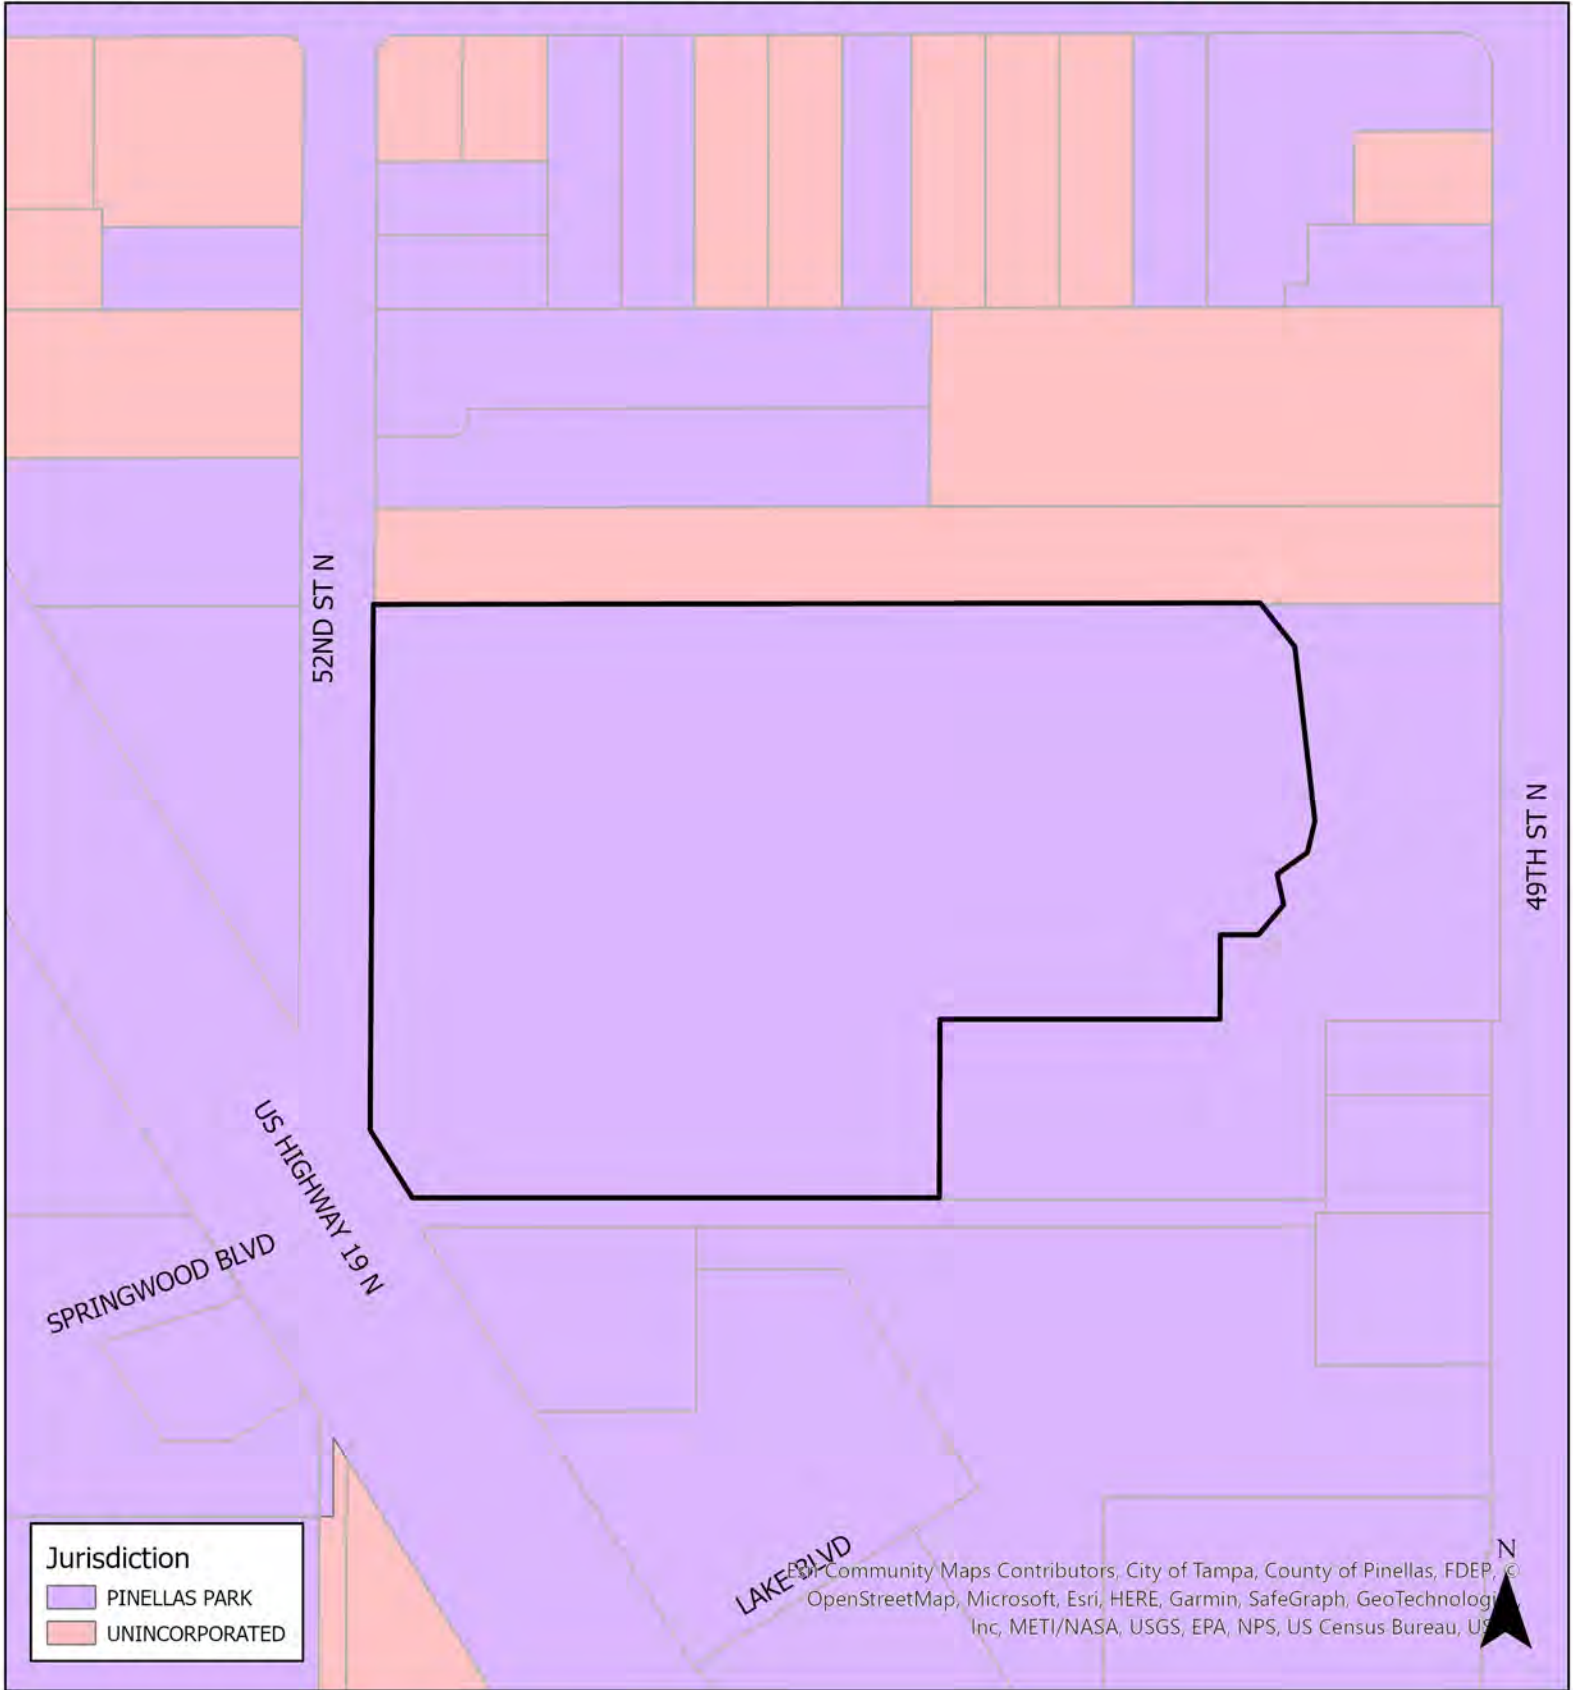 52ND ST N
49TH ST N
US HIGHWAY 19 N
SPRINGWOOD BLVD
LAKE BLVD
Jurisdiction
PINELLAS PARK
UNINCORPORATED
N
Esri Community Maps Contributors, City of Tampa, County of Pinellas, FDEP, ©
OpenStreetMap, Microsoft, Esri, HERE, Garmin, SafeGraph,
Inc, METI/NASA, USGS, EPA, NPS, US Census Bureau,